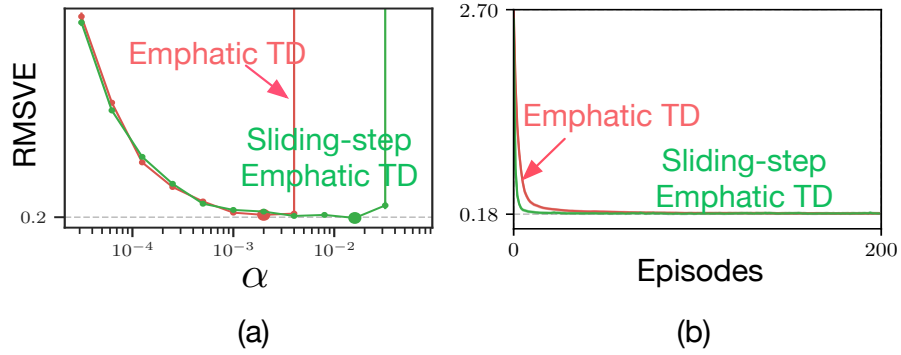 RMSVE
0.2
Emphatic TD
Sliding-step
Emphatic TD
10⁻⁴
10⁻³
10⁻²
α
(a)
2.70
0.18
Emphatic TD
Sliding-step
Emphatic TD
0
200
Episodes
(b)